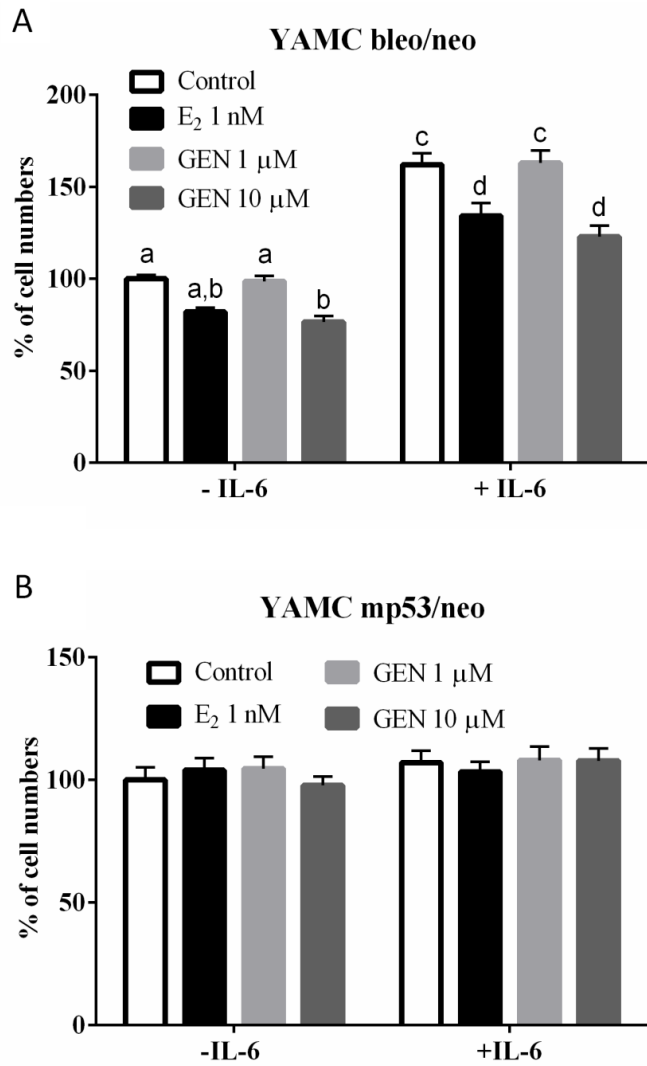 A
YAMC bleo/neo
Control
E₂ 1 nM
GEN 1 μM
GEN 10 μM
% of cell numbers
200
150
100
50
0
a
a,b
a
b
c
d
c
d
- IL-6
+ IL-6
B
YAMC mp53/neo
Control
GEN 1 μM
E₂ 1 nM
GEN 10 μM
% of cell numbers
150
100
50
0
-IL-6
+IL-6